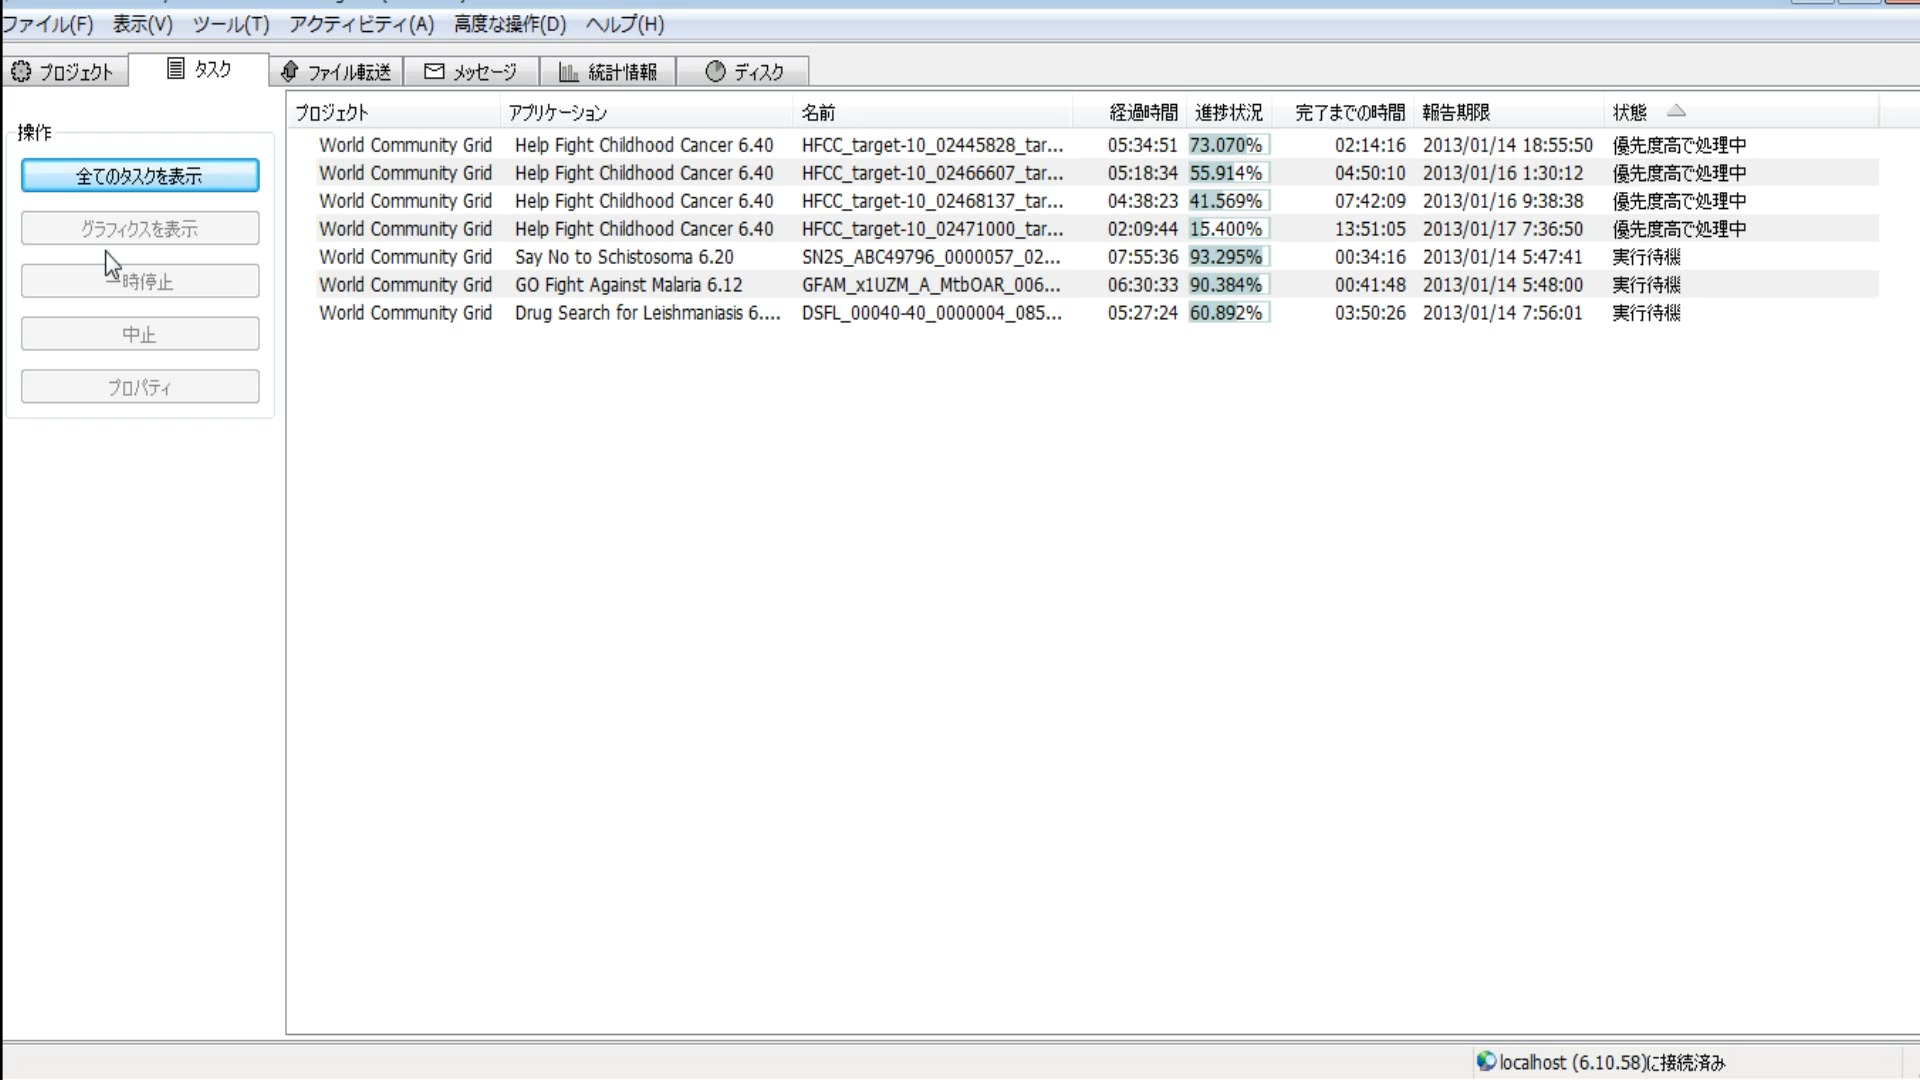 ファイル(F) 表示(V) ツール(T) アクティビティ(A) 高度な操作(D) ヘルプ(H)
プロジェクト タスク ファイル転送 メッセージ 統計情報 ディスク
操作
全てのタスクを表示
グラフィクスを表示
一時停止
中止
プロパティ
プロジェクト アプリケーション 名前 経過時間 進捗状況 完了までの時間 報告期限 状態
World Community Grid Help Fight Childhood Cancer 6.40 HFCC_target-10_02445828_tar... 05:34:51 73.070% 02:14:16 2013/01/14 18:55:50 優先度高で処理中
World Community Grid Help Fight Childhood Cancer 6.40 HFCC_target-10_02466607_tar... 05:18:34 55.914% 04:50:10 2013/01/16 1:30:12 優先度高で処理中
World Community Grid Help Fight Childhood Cancer 6.40 HFCC_target-10_02468137_tar... 04:38:23 41.569% 07:42:09 2013/01/16 9:38:38 優先度高で処理中
World Community Grid Help Fight Childhood Cancer 6.40 HFCC_target-10_02471000_tar... 02:09:44 15.400% 13:51:05 2013/01/17 7:36:50 優先度高で処理中
World Community Grid Say No to Schistosoma 6.20 SN2S_ABC49796_0000057_02... 07:55:36 93.295% 00:34:16 2013/01/14 5:47:41 実行待機
World Community Grid GO Fight Against Malaria 6.12 GFAM_x1UZM_A_MtbOAR_006... 06:30:33 90.384% 00:41:48 2013/01/14 5:48:00 実行待機
World Community Grid Drug Search for Leishmaniasis 6.... DSFL_00040-40_0000004_085... 05:27:24 60.892% 03:50:26 2013/01/14 7:56:01 実行待機
localhost (6.10.58)に接続済み